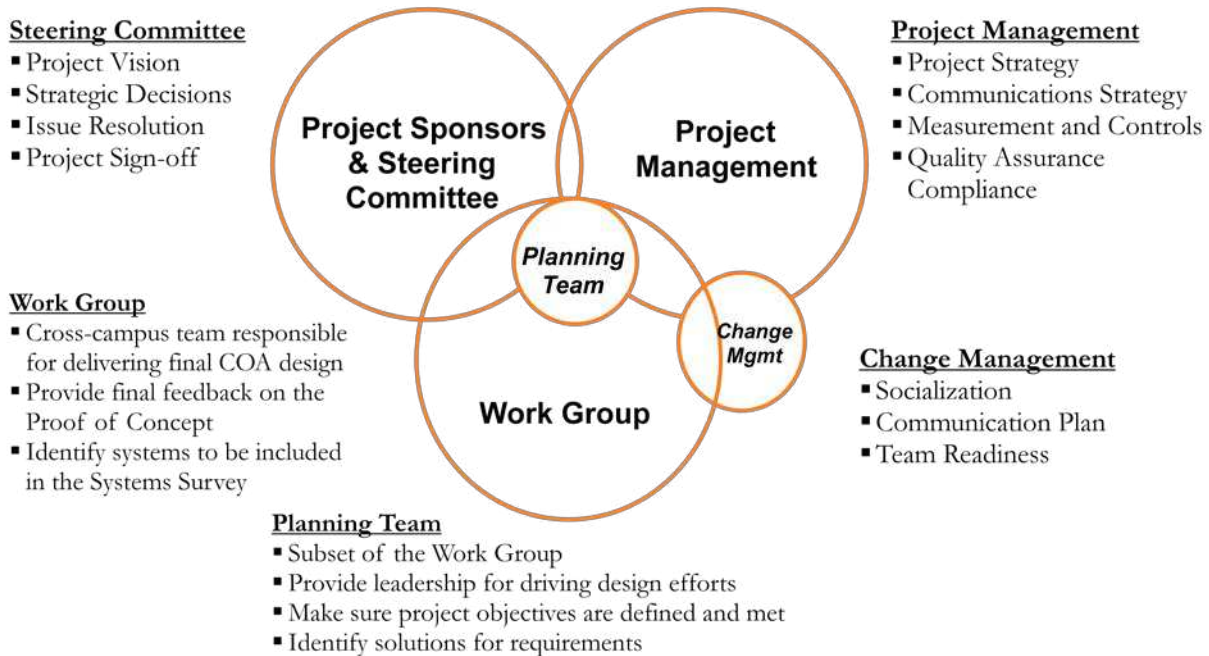 Steering Committee
▪ Project Vision
▪ Strategic Decisions
▪ Issue Resolution
▪ Project Sign-off
Project Sponsors
& Steering
Committee
Project
Management
Project Management
▪ Project Strategy
▪ Communications Strategy
▪ Measurement and Controls
▪ Quality Assurance
Compliance
Planning
Team
Change
Mgmt
Work Group
Work Group
▪ Cross-campus team responsible
for delivering final COA design
▪ Provide final feedback on the
Proof of Concept
▪ Identify systems to be included
in the Systems Survey
Change Management
▪ Socialization
▪ Communication Plan
▪ Team Readiness
Planning Team
▪ Subset of the Work Group
▪ Provide leadership for driving design efforts
▪ Make sure project objectives are defined and met
▪ Identify solutions for requirements